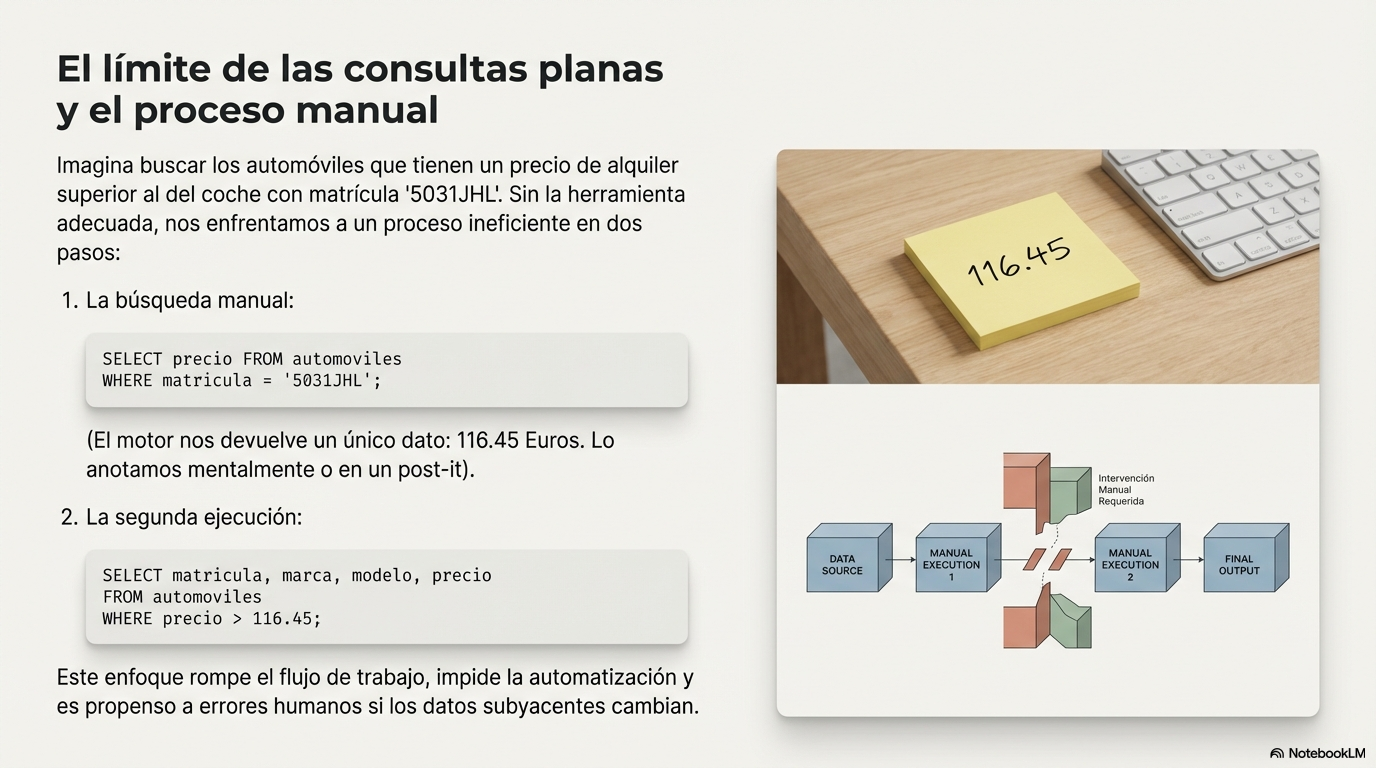 El límite de las consultas planas
y el proceso manual
Imagina buscar los automóviles que tienen un precio de alquiler
superior al del coche con matrícula '5031JHL'. Sin la herramienta
adecuada, nos enfrentamos a un proceso ineficiente en dos
pasos:
1. La búsqueda manual:
SELECT precio FROM automoviles
WHERE matricula = '5031JHL';
(El motor nos devuelve un único dato: 116.45 Euros. Lo
anotamos mentalmente o en un post-it).
2. La segunda ejecución:
SELECT matricula, marca, modelo, precio
FROM automoviles
WHERE precio > 116.45;
Este enfoque rompe el flujo de trabajo, impide la automatización y
es propenso a errores humanos si los datos subyacentes cambian.
116.45
Intervención
Manual
Requerida
DATA
SOURCE
MANUAL
EXECUTION
1
MANUAL
EXECUTION
2
FINAL
OUTPUT
NotebookLM